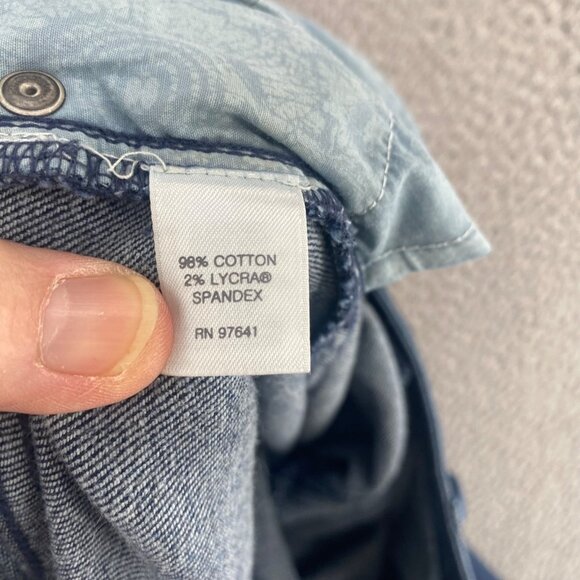 98% COTTON
2% LYCRA®
SPANDEX
RN 97641